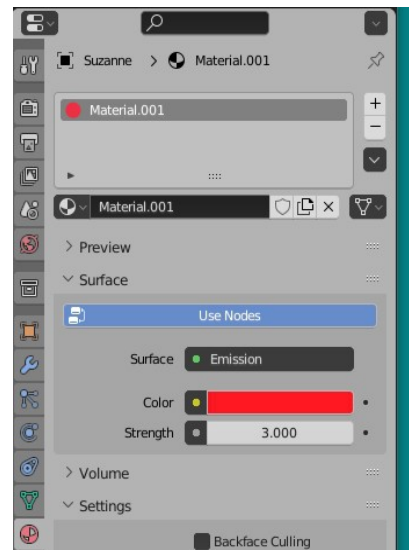 Suzanne > Material.001
Material.001
Material.001
Preview
Surface
Use Nodes
Surface Emission
Color
Strength 3.000
Volume
Settings
Backface Culling